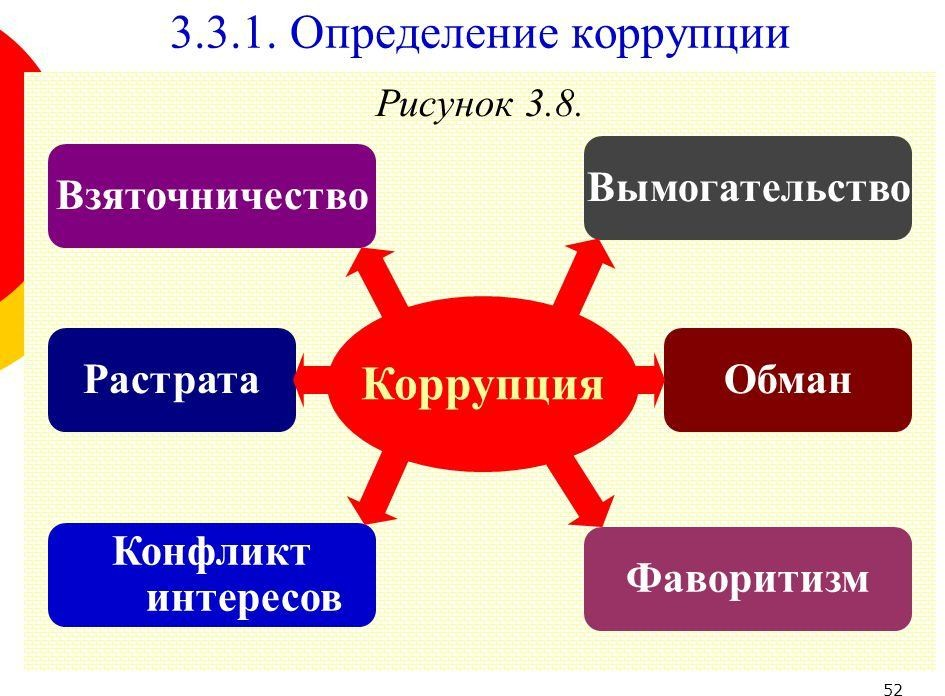 3.3.1. Определение коррупции
Рисунок 3.8.
Взяточничество
Вымогательство
Растрата
Коррупция
Обман
Конфликт
интересов
Фаворитизм
52